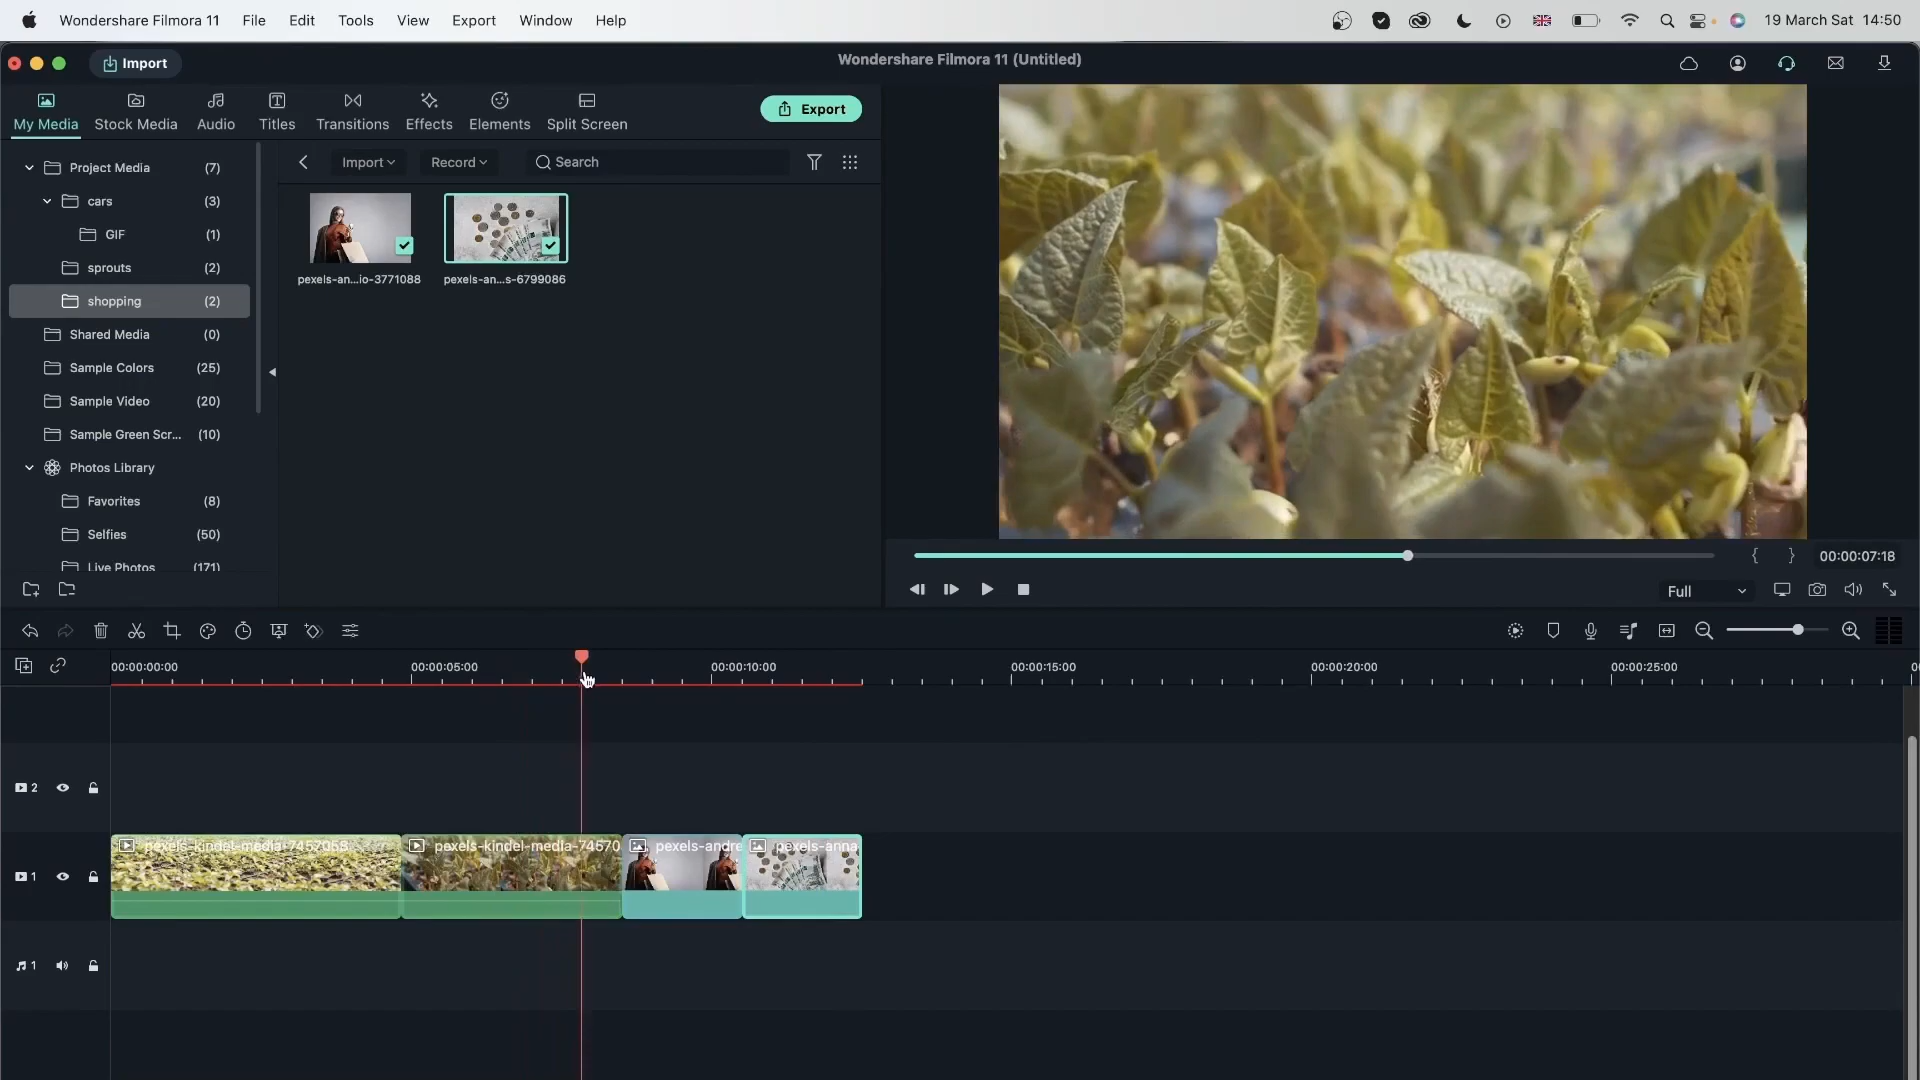 Wondershare Filmora 11 File Edit Tools View Export Window Help 19 March Sat 14:50
Import Wondershare Filmora 11 (Untitled)
My Media Stock Media Audio Titles Transitions Effects Elements Split Screen Export
Project Media (7) Import Record Search
cars (3)
GIF (1)
sprouts (2)
pexels-an...io-3771088 pexels-an...s-6799086
shopping (2)
Shared Media (0)
Sample Colors (25)
Sample Video (20)
Sample Green Scr... (10)
Photos Library
Favorites (8)
Selfies (50)
Live Photos (171)
{ } 00:00:07:18
Full
00:00:00:00 00:00:05:00 00:00:10:00 00:00:15:00 00:00:20:00 00:00:25:00
2
pexels-kindel-media-7457058 pexels-kindel-media-74570 pexels-andre pexels-anna
1
1